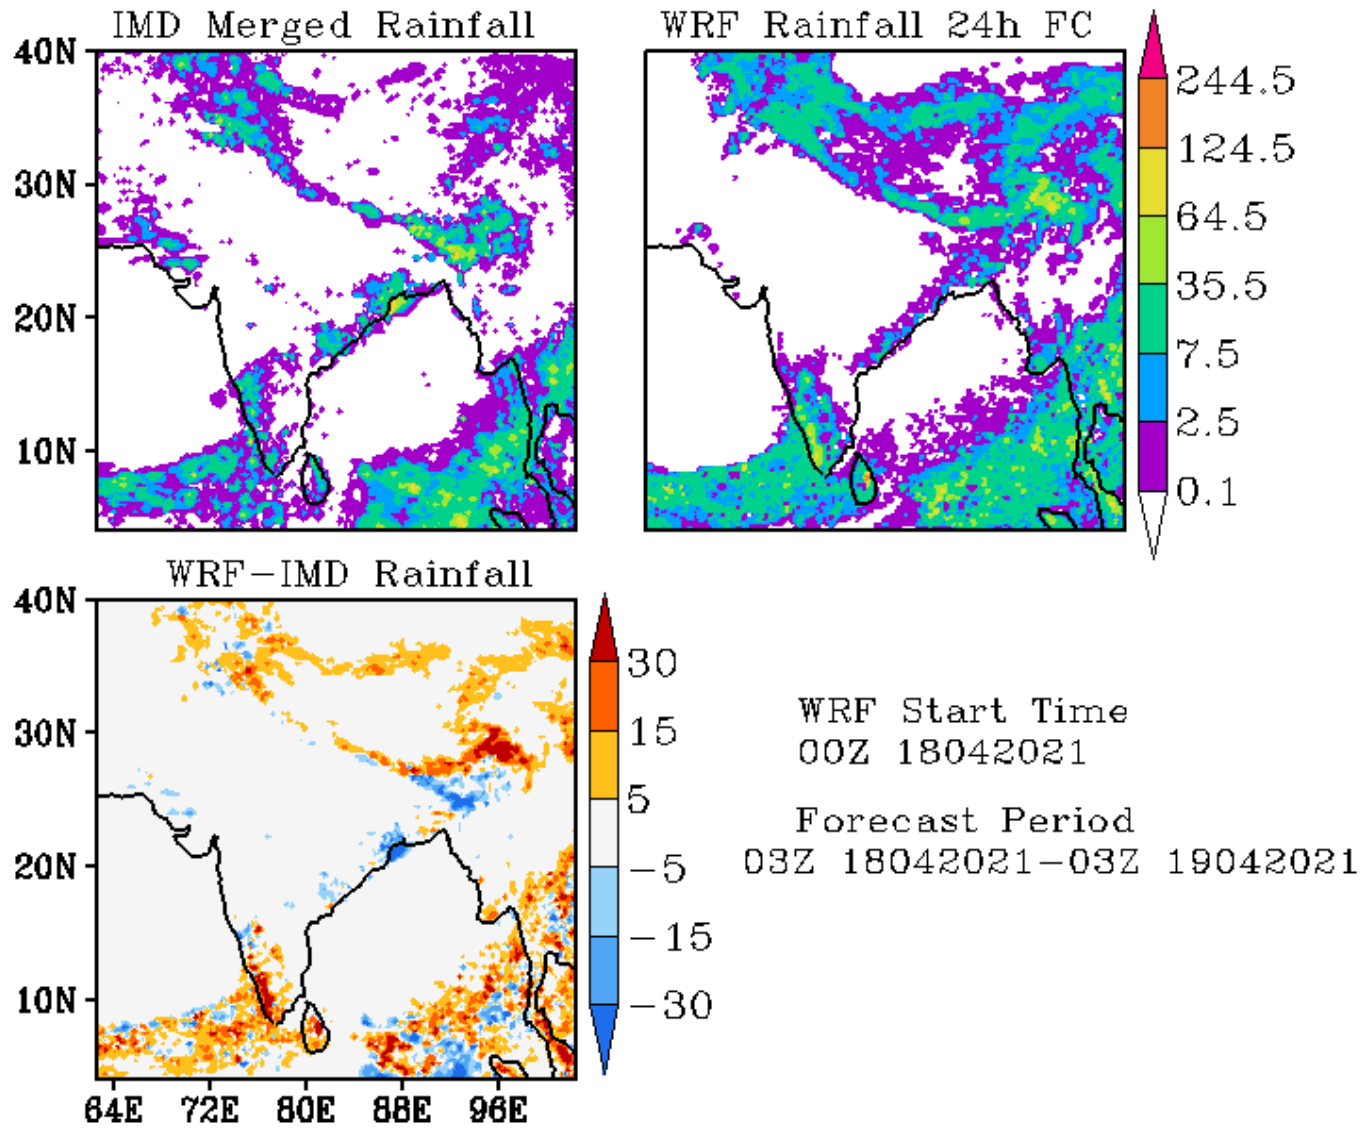 IMD Merged Rainfall
WRF Rainfall 24h FC
40N
30N
20N
10N
244.5
124.5
64.5
35.5
7.5
2.5
0.1
WRF-IMD Rainfall
40N
30N
20N
10N
64E 72E 80E 88E 96E
30
15
5
-5
-15
-30
WRF Start Time
00Z 18042021
Forecast Period
03Z 18042021-03Z 19042021